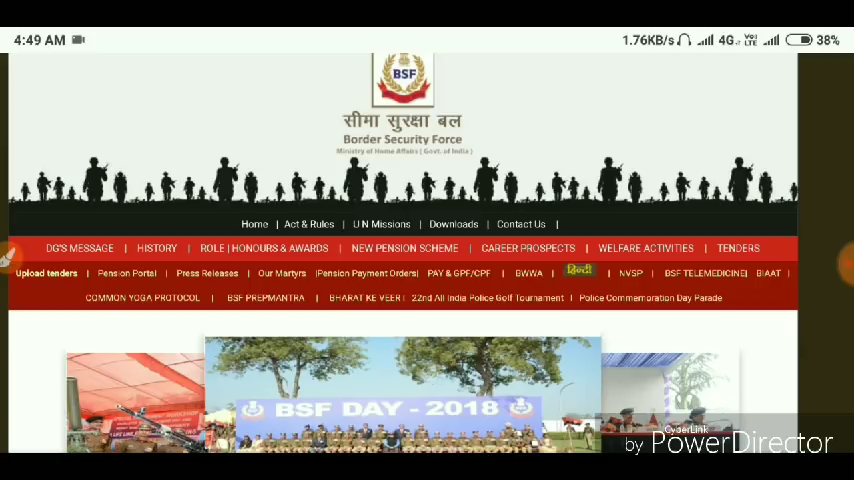 4:49 AM 1.76KB/s 4G VoLTE 38%
BSF
सीमा सुरक्षा बल
Border Security Force
Ministry of Home Affairs ( Govt. of India )
Home | Act & Rules | U N Missions | Downloads | Contact Us |
DG'S MESSAGE | HISTORY | ROLE | HONOURS & AWARDS | NEW PENSION SCHEME | CAREER PROSPECTS | WELFARE ACTIVITIES | TENDERS
Upload tenders | Pension Portal | Press Releases | Our Martyrs |Pension Payment Orders| PAY & GPF/CPF | BWWA | हिन्दी | NVSP | BSF TELEMEDICINE| BIAAT |
COMMON YOGA PROTOCOL | BSF PREPMANTRA | BHARAT KE VEER | 22nd All India Police Golf Tournament | Police Commemoration Day Parade
BSF DAY - 2018
CyberLink
by PowerDirector